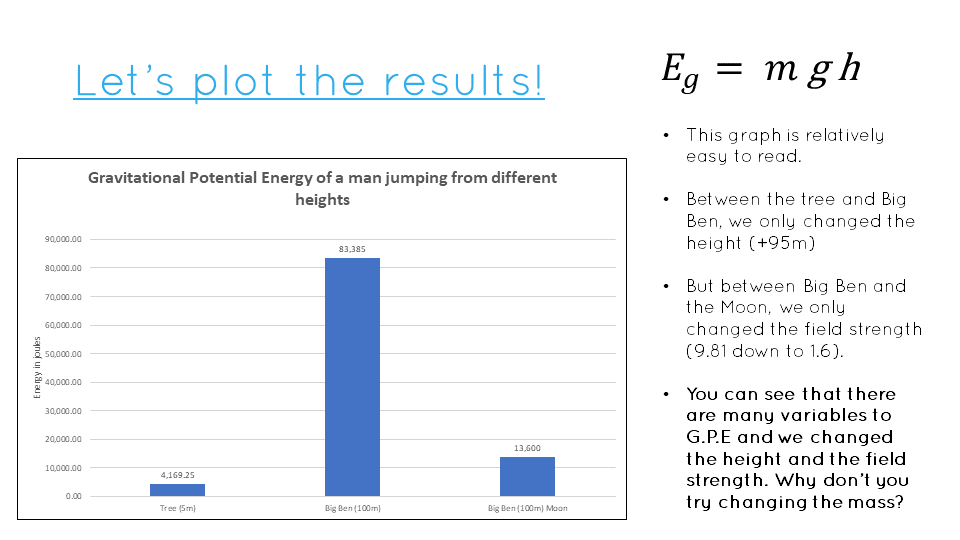 Let's plot the results!
E_g = m g h
Gravitational Potential Energy of a man jumping from different
heights
90,000.00
80,000.00
70,000.00
60,000.00
50,000.00
40,000.00
30,000.00
20,000.00
10,000.00
0.00
Energy in joules
4,169.25
83,385
13,600
Tree (5m)
Big Ben (100m)
Big Ben (100m) Moon
• This graph is relatively
easy to read.
• Between the tree and Big
Ben, we only changed the
height (+95m)
• But between Big Ben and
the Moon, we only
changed the field strength
(9.81 down to 1.6).
• You can see that there
are many variables to
G.P.E and we changed
the height and the field
strength. Why don't you
try changing the mass?